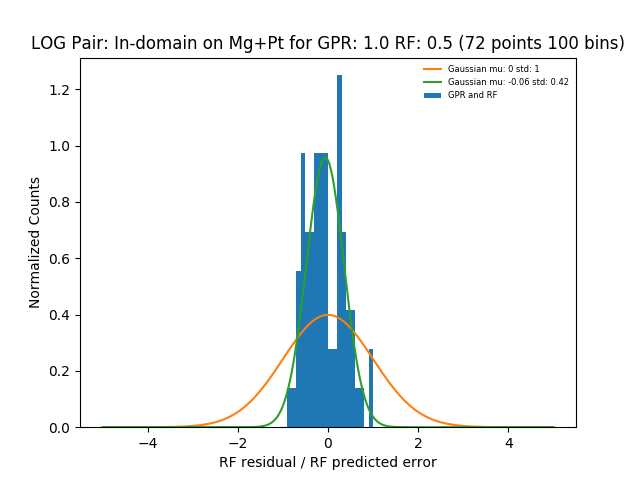 LOG Pair: In-domain on Mg+Pt for GPR: 1.0 RF: 0.5 (72 points 100 bins)
Gaussian mu: 0 std: 1
Gaussian mu: -0.06 std: 0.42
GPR and RF
Normalized Counts
1.2
1.0
0.8
0.6
0.4
0.2
0.0
−4 −2 0 2 4
RF residual / RF predicted error